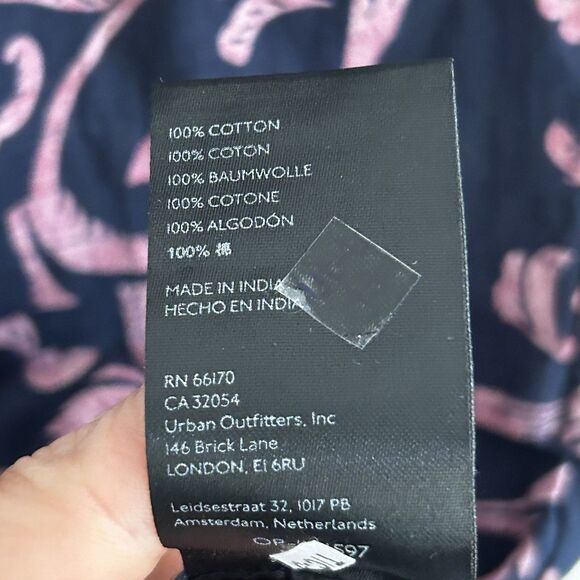 100% COTTON
100% COTON
100% BAUMWOLLE
100% COTONE
100% ALGODÓN
100% 棉
MADE IN INDIA
HECHO EN INDIA
RN 66170
CA 32054
Urban Outfitters, Inc
146 Brick Lane
LONDON, E1 6RU
Leidsestraat 32, 1017 PB
Amsterdam, Netherlands